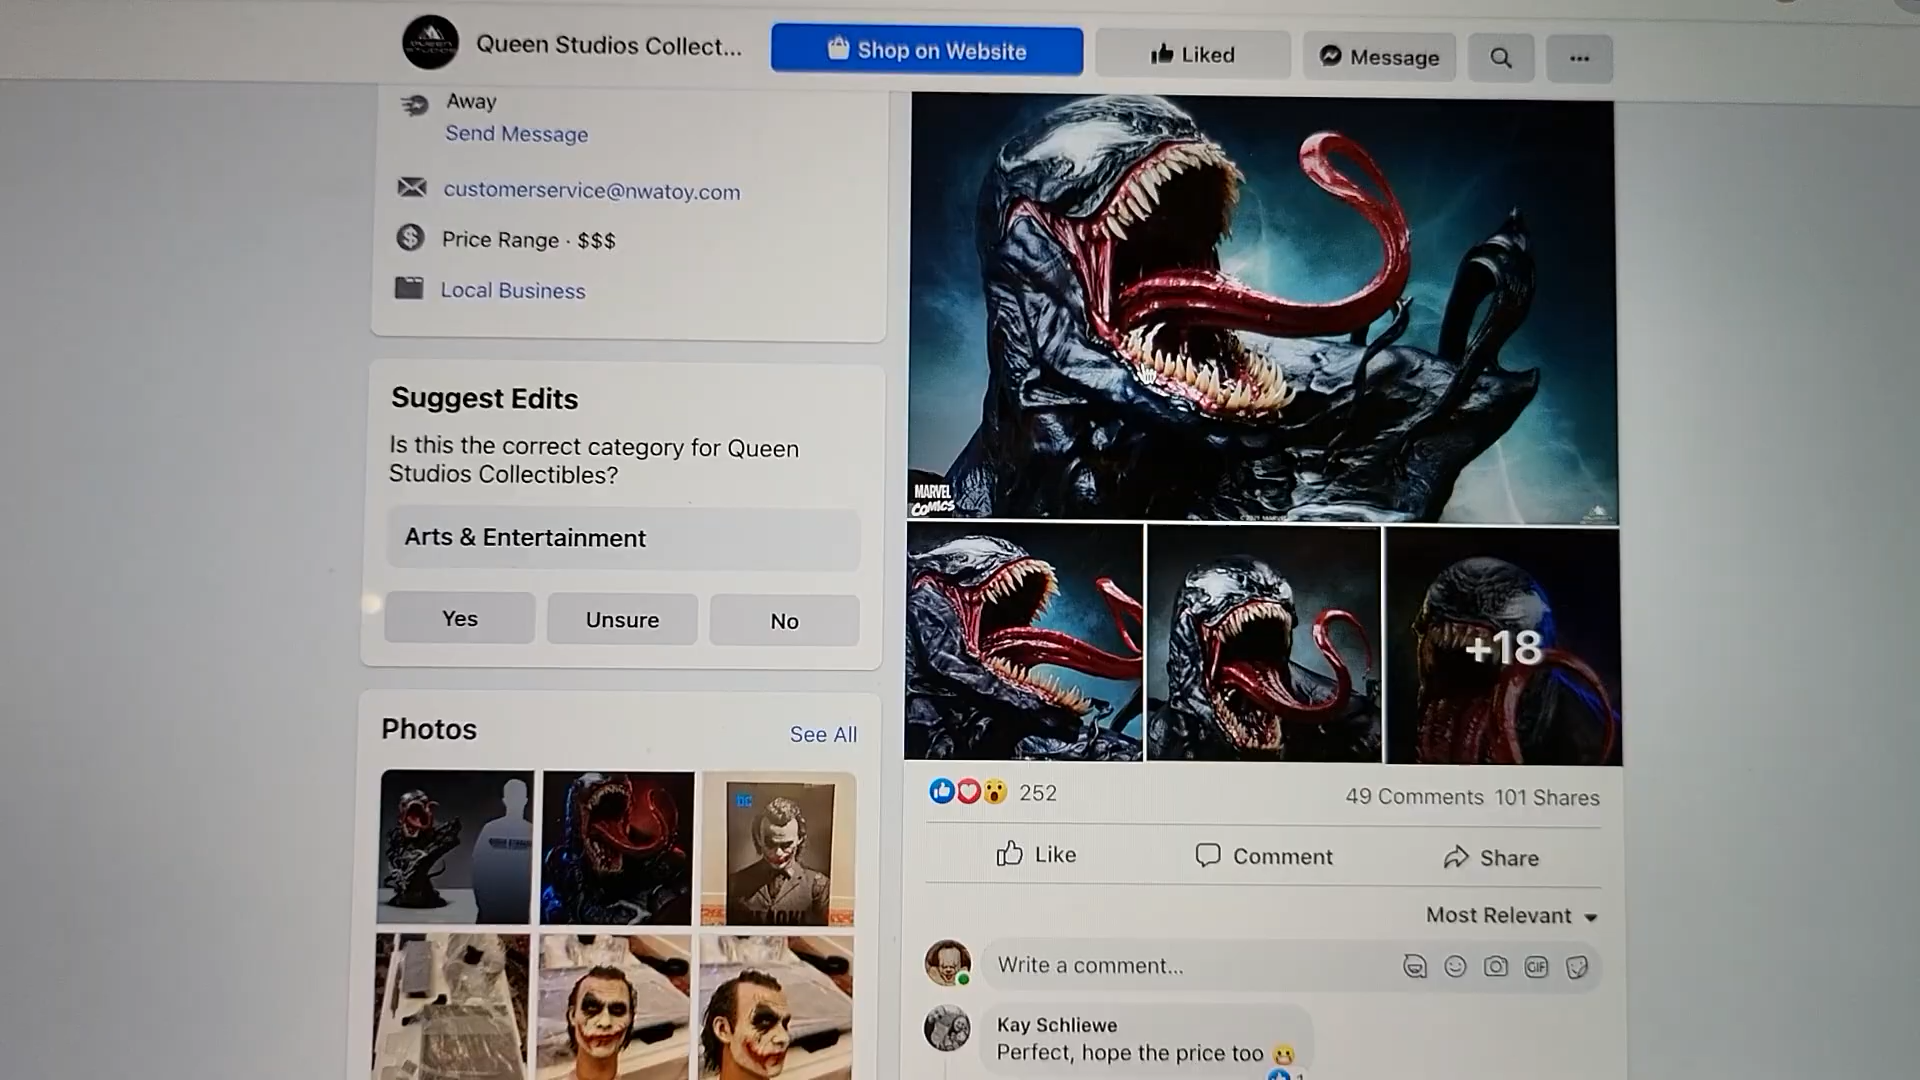 Queen Studios Collect...
Shop on Website
Liked
Message
...
Away
Send Message
customerservice@nwatoy.com
Price Range · $$$
Local Business
Suggest Edits
Is this the correct category for Queen
Studios Collectibles?
Arts & Entertainment
Yes
Unsure
No
Photos
See All
DC
MARVEL
COMICS
+18
252
49 Comments 101 Shares
Like
Comment
Share
Most Relevant
Write a comment...
GIF
Kay Schliewe
Perfect, hope the price too 😬
1